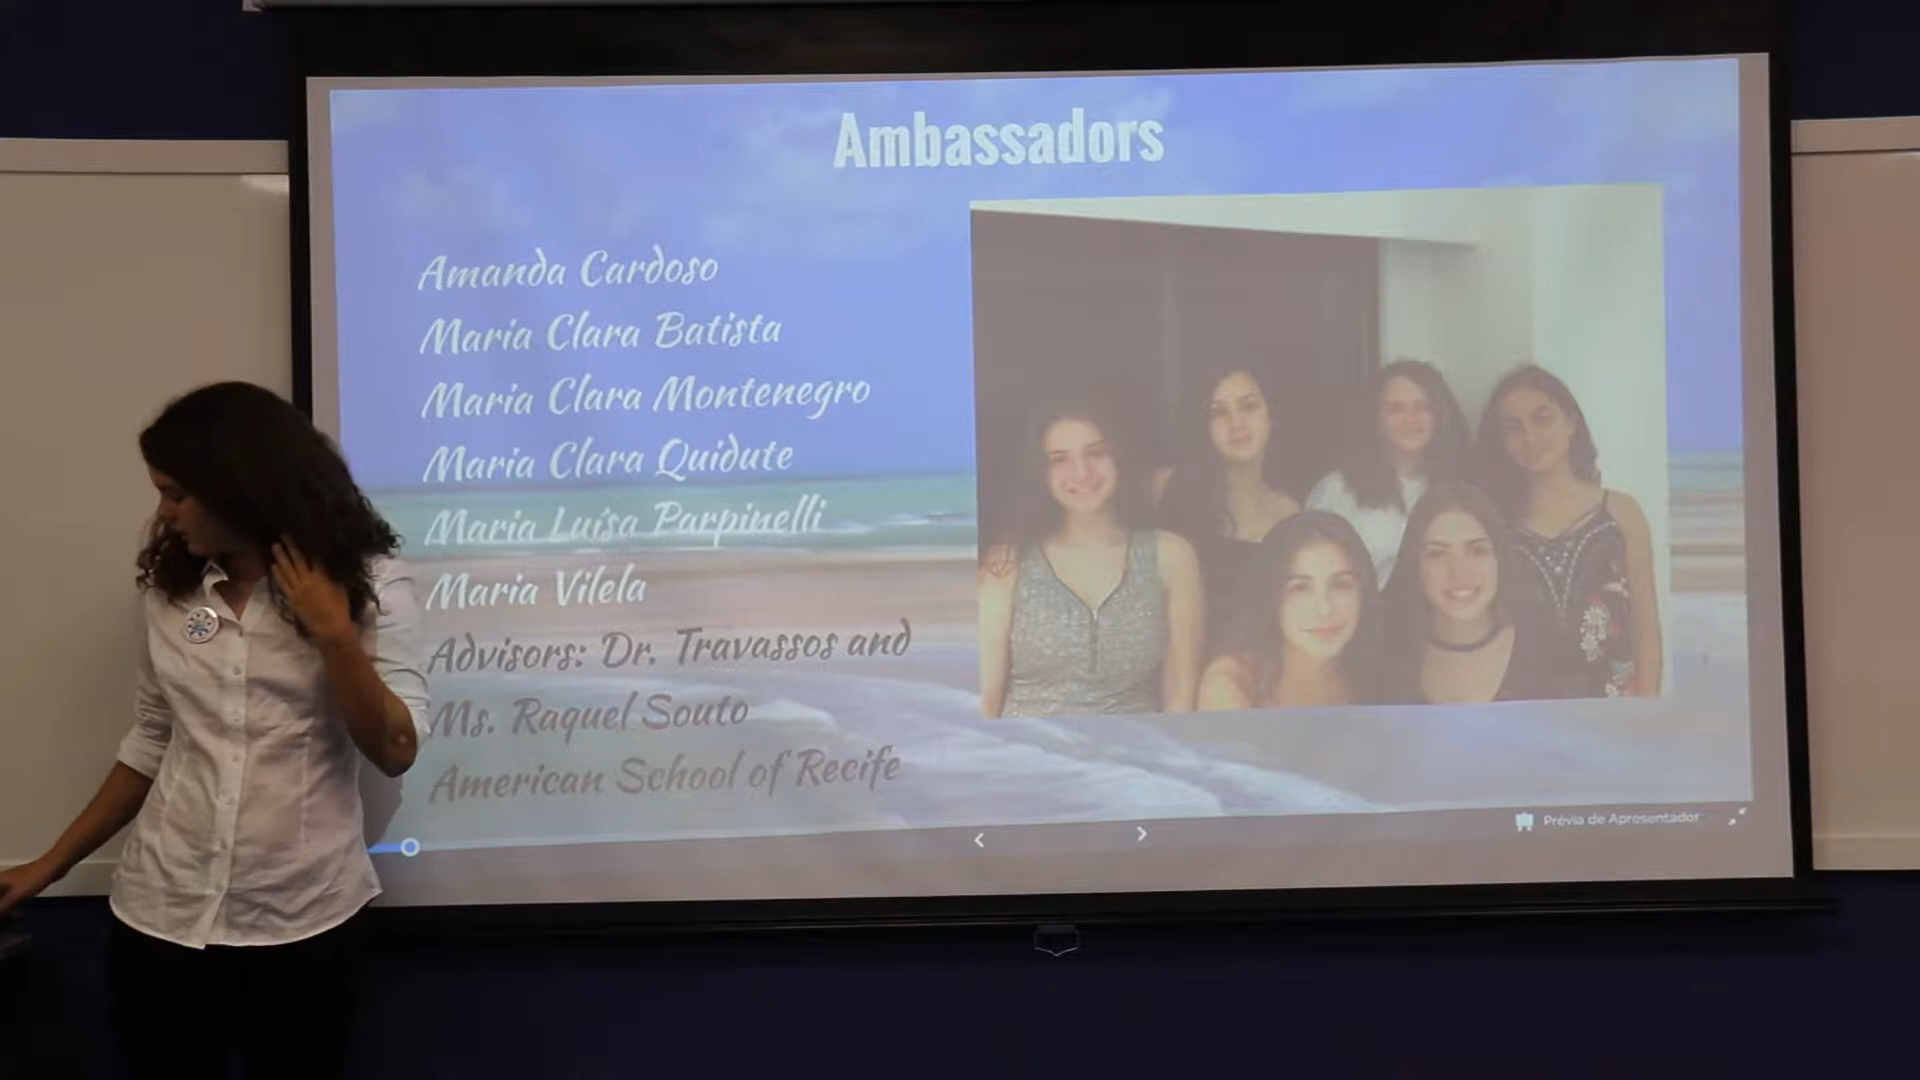 Ambassadors
Amanda Cardoso
Maria Clara Batista
Maria Clara Montenegro
Maria Clara Quidute
Maria Luísa Parpinelli
Maria Vilela
Advisors: Dr. Travassos and
Ms. Raquel Souto
American School of Recife
Prévia de Apresentador